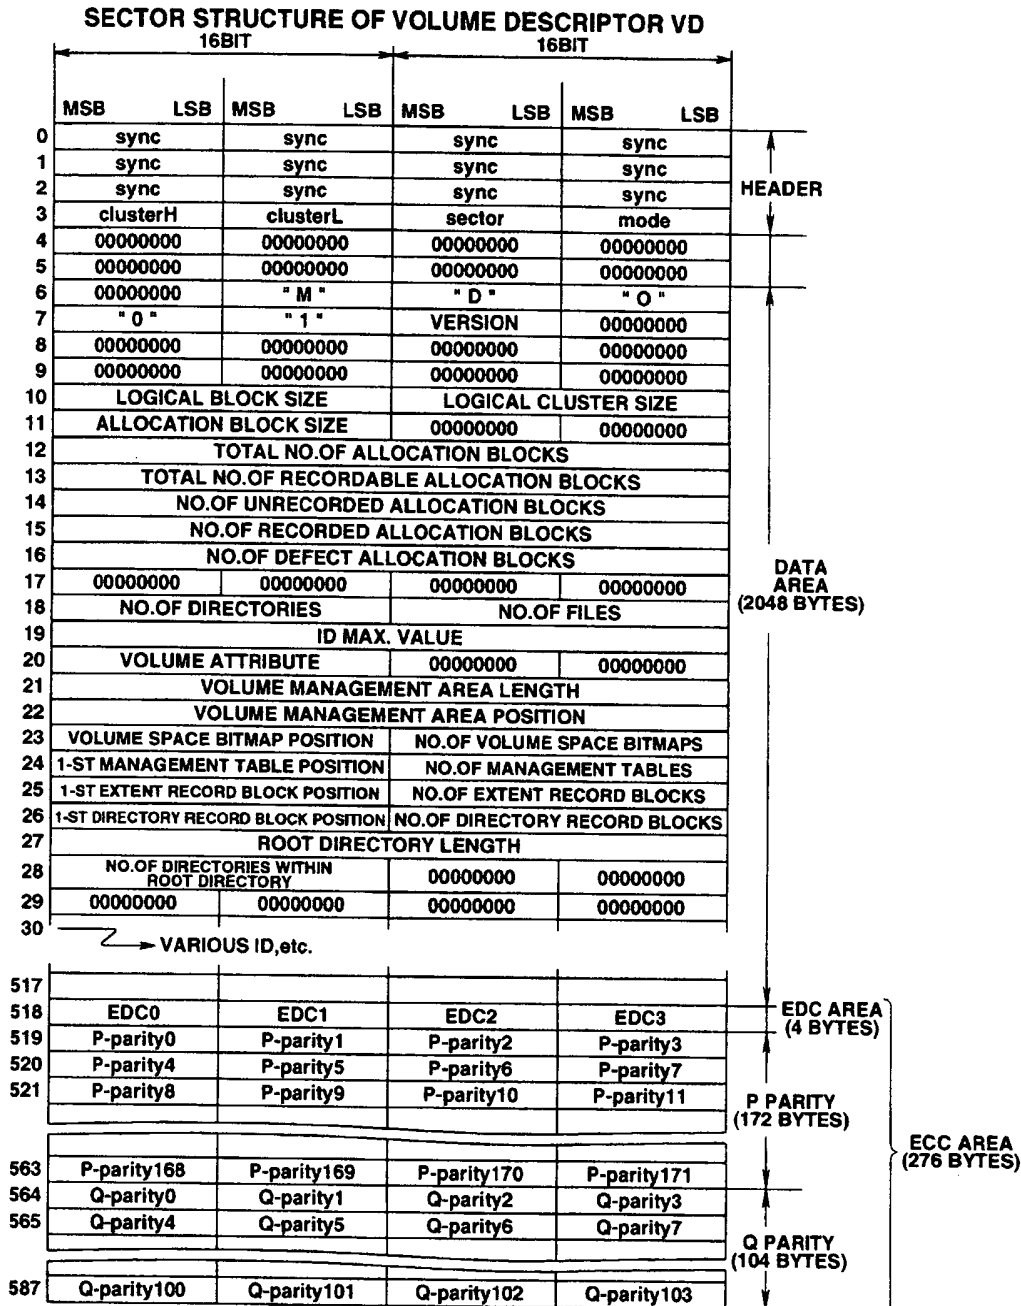 SECTOR STRUCTURE OF VOLUME DESCRIPTOR VD
16BIT 16BIT
MSB LSB MSB LSB MSB LSB MSB LSB
0 sync sync sync sync
1 sync sync sync sync
2 sync sync sync sync
HEADER
3 clusterH clusterL sector mode
4 00000000 00000000 00000000 00000000
5 00000000 00000000 00000000 00000000
6 00000000 "M" "D" "O"
7 "0" "1" VERSION 00000000
8 00000000 00000000 00000000 00000000
9 00000000 00000000 00000000 00000000
10 LOGICAL BLOCK SIZE LOGICAL CLUSTER SIZE
11 ALLOCATION BLOCK SIZE 00000000 00000000
12 TOTAL NO.OF ALLOCATION BLOCKS
13 TOTAL NO.OF RECORDABLE ALLOCATION BLOCKS
14 NO.OF UNRECORDED ALLOCATION BLOCKS
15 NO.OF RECORDED ALLOCATION BLOCKS
16 NO.OF DEFECT ALLOCATION BLOCKS
17 00000000 00000000 00000000 00000000
DATA
AREA
(2048 BYTES)
18 NO.OF DIRECTORIES NO.OF FILES
19 ID MAX. VALUE
20 VOLUME ATTRIBUTE 00000000 00000000
21 VOLUME MANAGEMENT AREA LENGTH
22 VOLUME MANAGEMENT AREA POSITION
23 VOLUME SPACE BITMAP POSITION NO.OF VOLUME SPACE BITMAPS
24 1-ST MANAGEMENT TABLE POSITION NO.OF MANAGEMENT TABLES
25 1-ST EXTENT RECORD BLOCK POSITION NO.OF EXTENT RECORD BLOCKS
26 1-ST DIRECTORY RECORD BLOCK POSITION NO.OF DIRECTORY RECORD BLOCKS
27 ROOT DIRECTORY LENGTH
28 NO.OF DIRECTORIES WITHIN
ROOT DIRECTORY 00000000 00000000
29 00000000 00000000 00000000 00000000
30
VARIOUS ID,etc.
517
518 EDC0 EDC1 EDC2 EDC3
EDC AREA
(4 BYTES)
519 P-parity0 P-parity1 P-parity2 P-parity3
520 P-parity4 P-parity5 P-parity6 P-parity7
521 P-parity8 P-parity9 P-parity10 P-parity11
P PARITY
(172 BYTES)
ECC AREA
(276 BYTES)
563 P-parity168 P-parity169 P-parity170 P-parity171
564 Q-parity0 Q-parity1 Q-parity2 Q-parity3
565 Q-parity4 Q-parity5 Q-parity6 Q-parity7
Q PARITY
(104 BYTES)
587 Q-parity100 Q-parity101 Q-parity102 Q-parity103